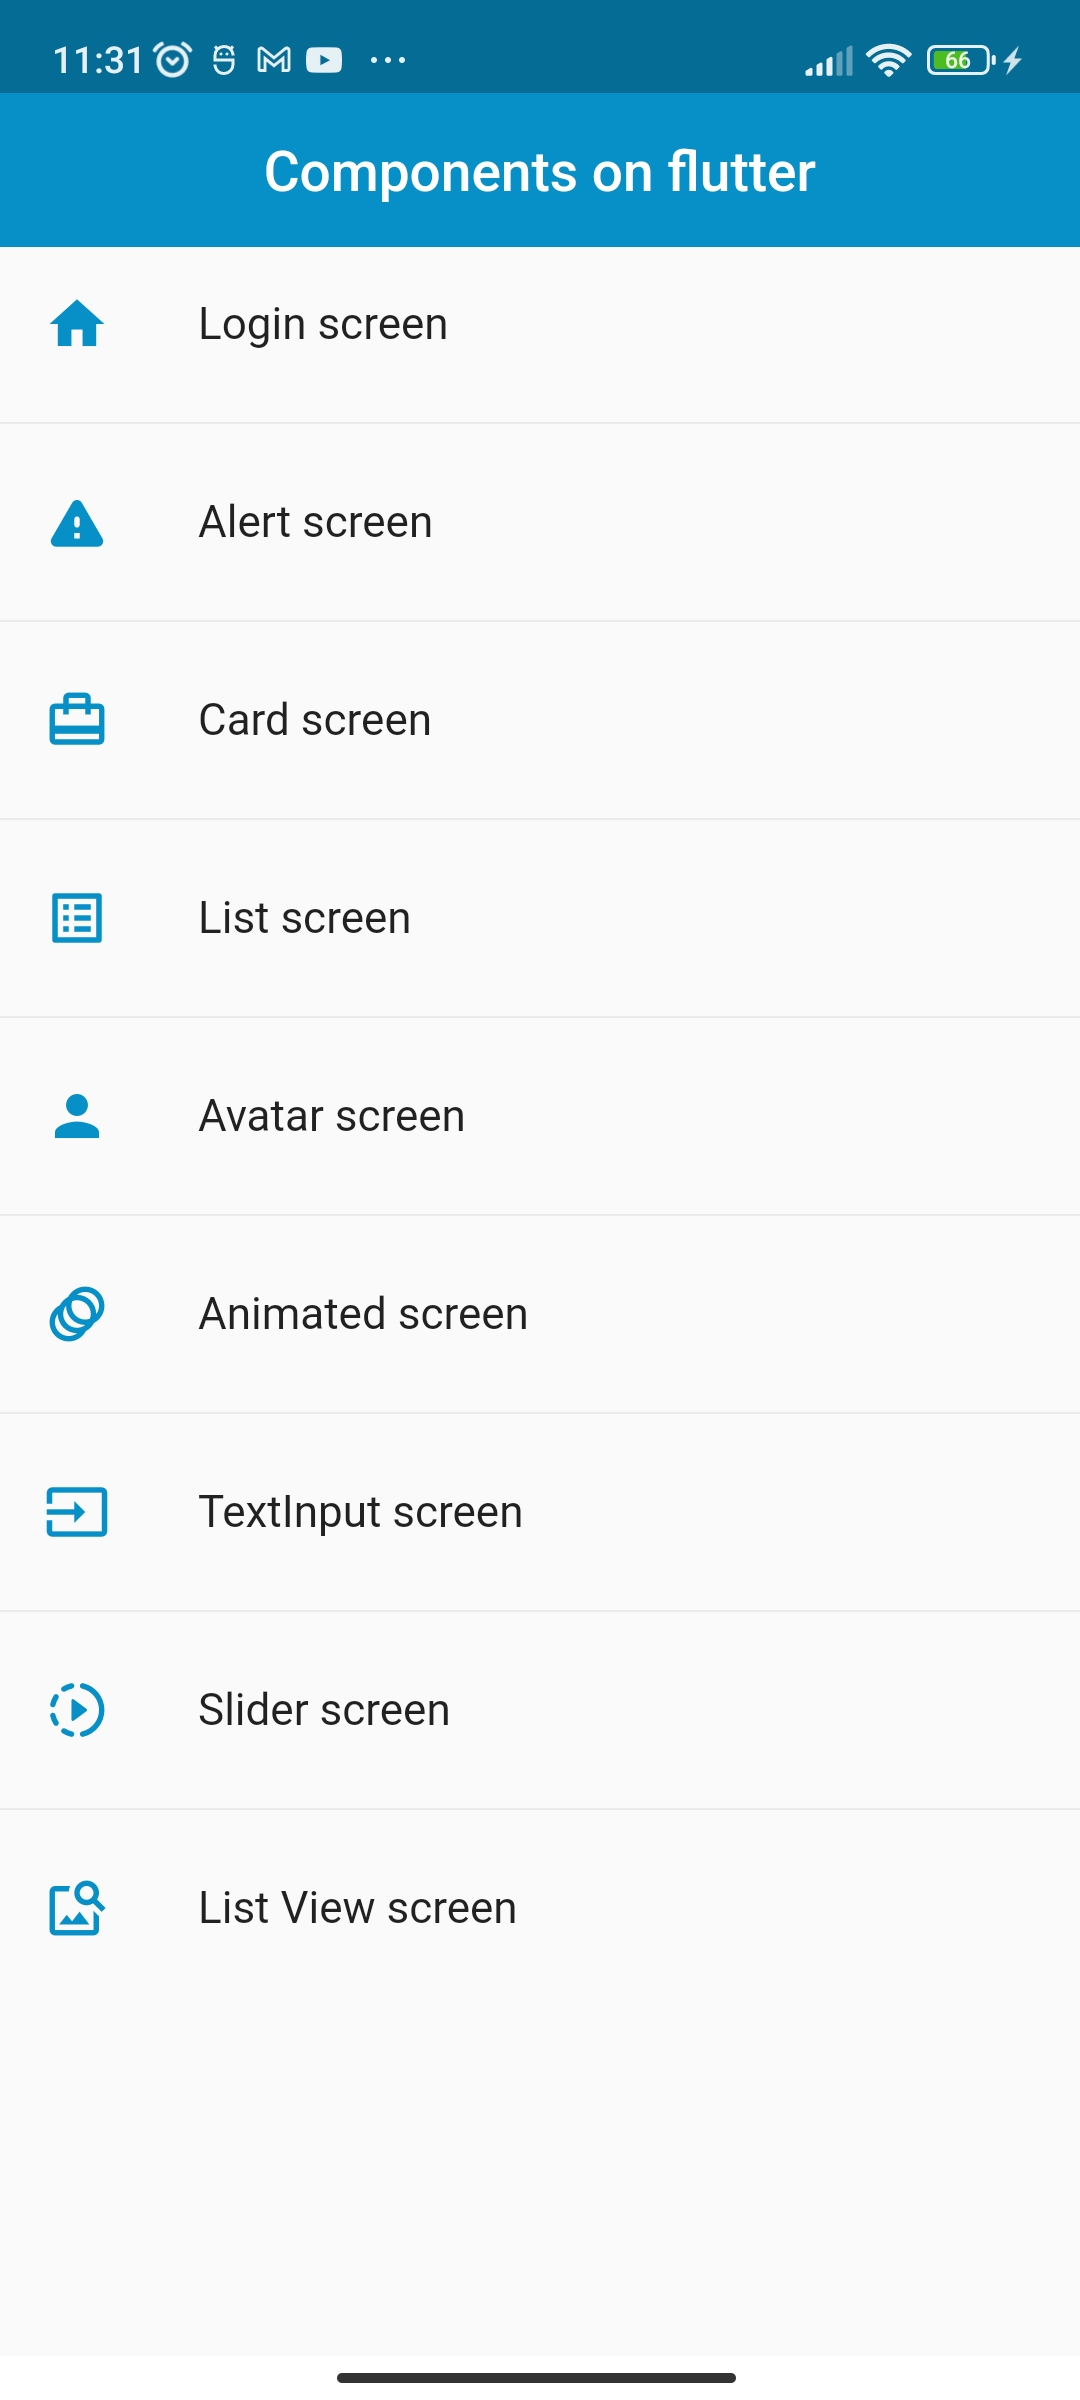 11:31
66
Components on flutter
Login screen
Alert screen
Card screen
List screen
Avatar screen
Animated screen
TextInput screen
Slider screen
List View screen